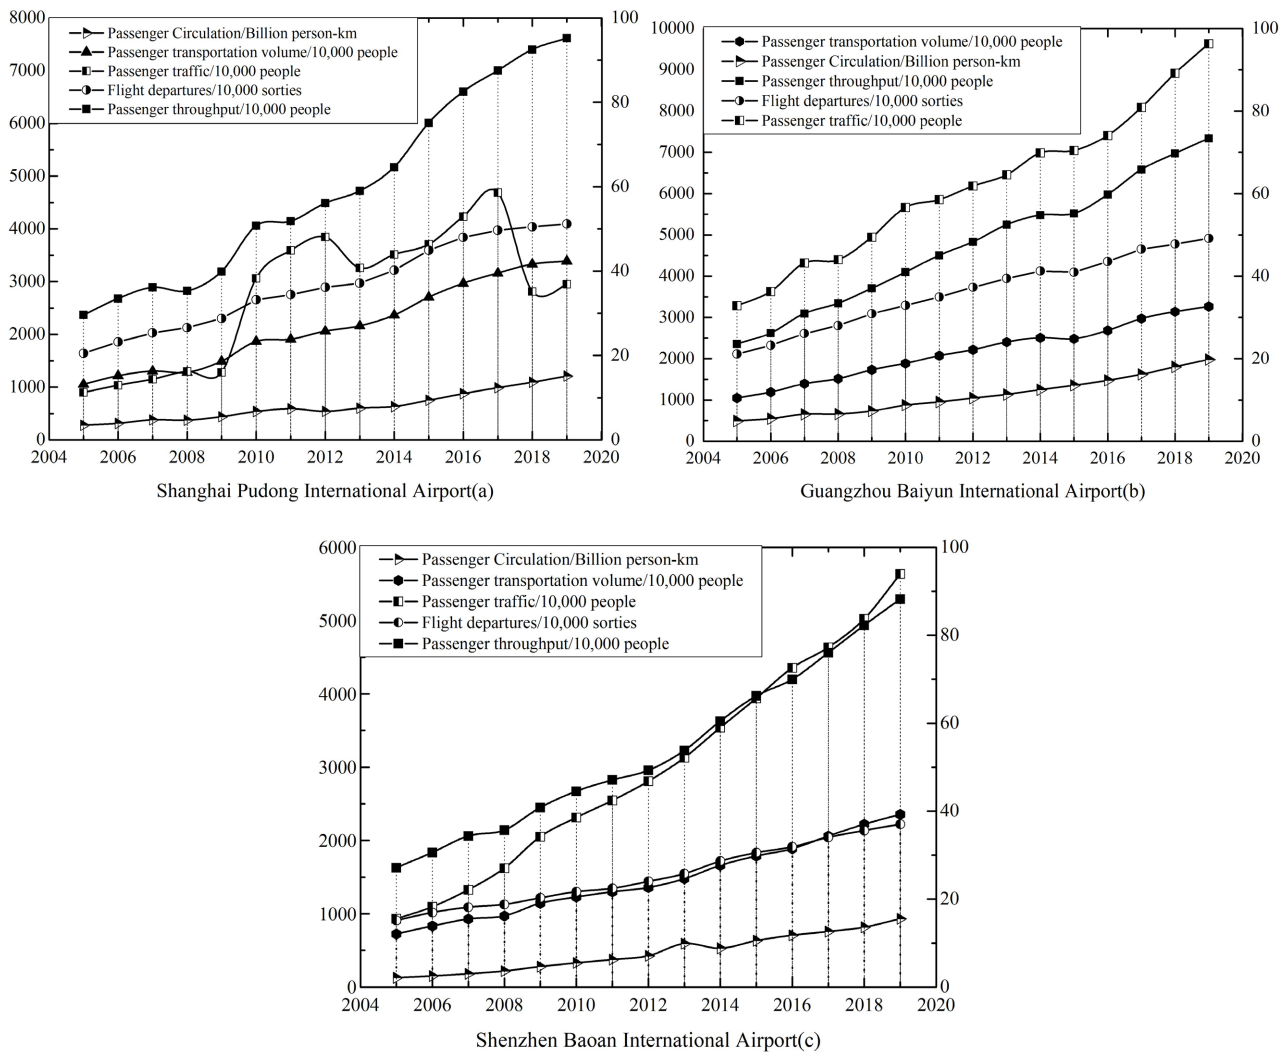 8000
7000
6000
5000
4000
3000
2000
1000
0
100
80
60
40
20
0
Passenger Circulation/Billion person-km
Passenger transportation volume/10,000 people
Passenger traffic/10,000 people
Flight departures/10,000 sorties
Passenger throughput/10,000 people
2004 2006 2008 2010 2012 2014 2016 2018 2020
Shanghai Pudong International Airport(a)
10000
9000
8000
7000
6000
5000
4000
3000
2000
1000
0
100
80
60
40
20
0
Passenger transportation volume/10,000 people
Passenger Circulation/Billion person-km
Passenger throughput/10,000 people
Flight departures/10,000 sorties
Passenger traffic/10,000 people
2004 2006 2008 2010 2012 2014 2016 2018 2020
Guangzhou Baiyun International Airport(b)
6000
5000
4000
3000
2000
1000
0
100
80
60
40
20
0
Passenger Circulation/Billion person-km
Passenger transportation volume/10,000 people
Passenger traffic/10,000 people
Flight departures/10,000 sorties
Passenger throughput/10,000 people
2004 2006 2008 2010 2012 2014 2016 2018 2020
Shenzhen Baoan International Airport(c)